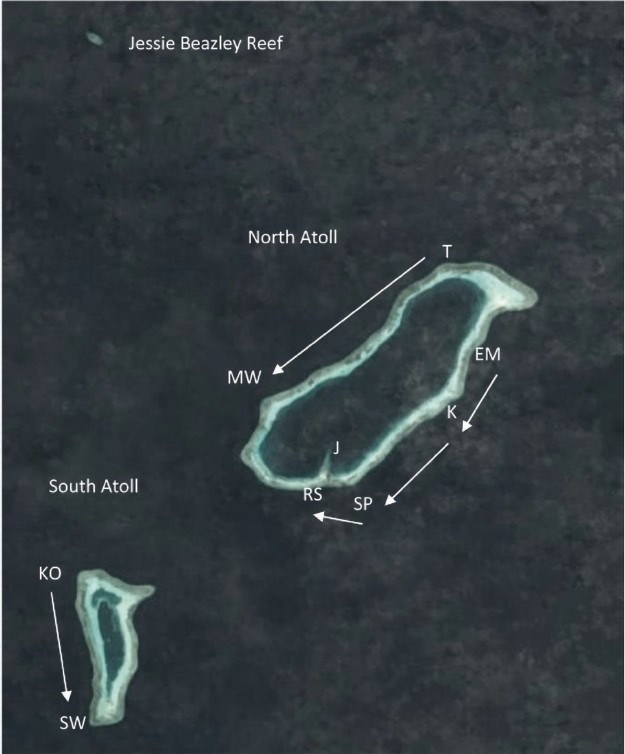 Jessie Beazley Reef
North Atoll
T
EM
MW
K
J
South Atoll
RS
SP
KO
SW